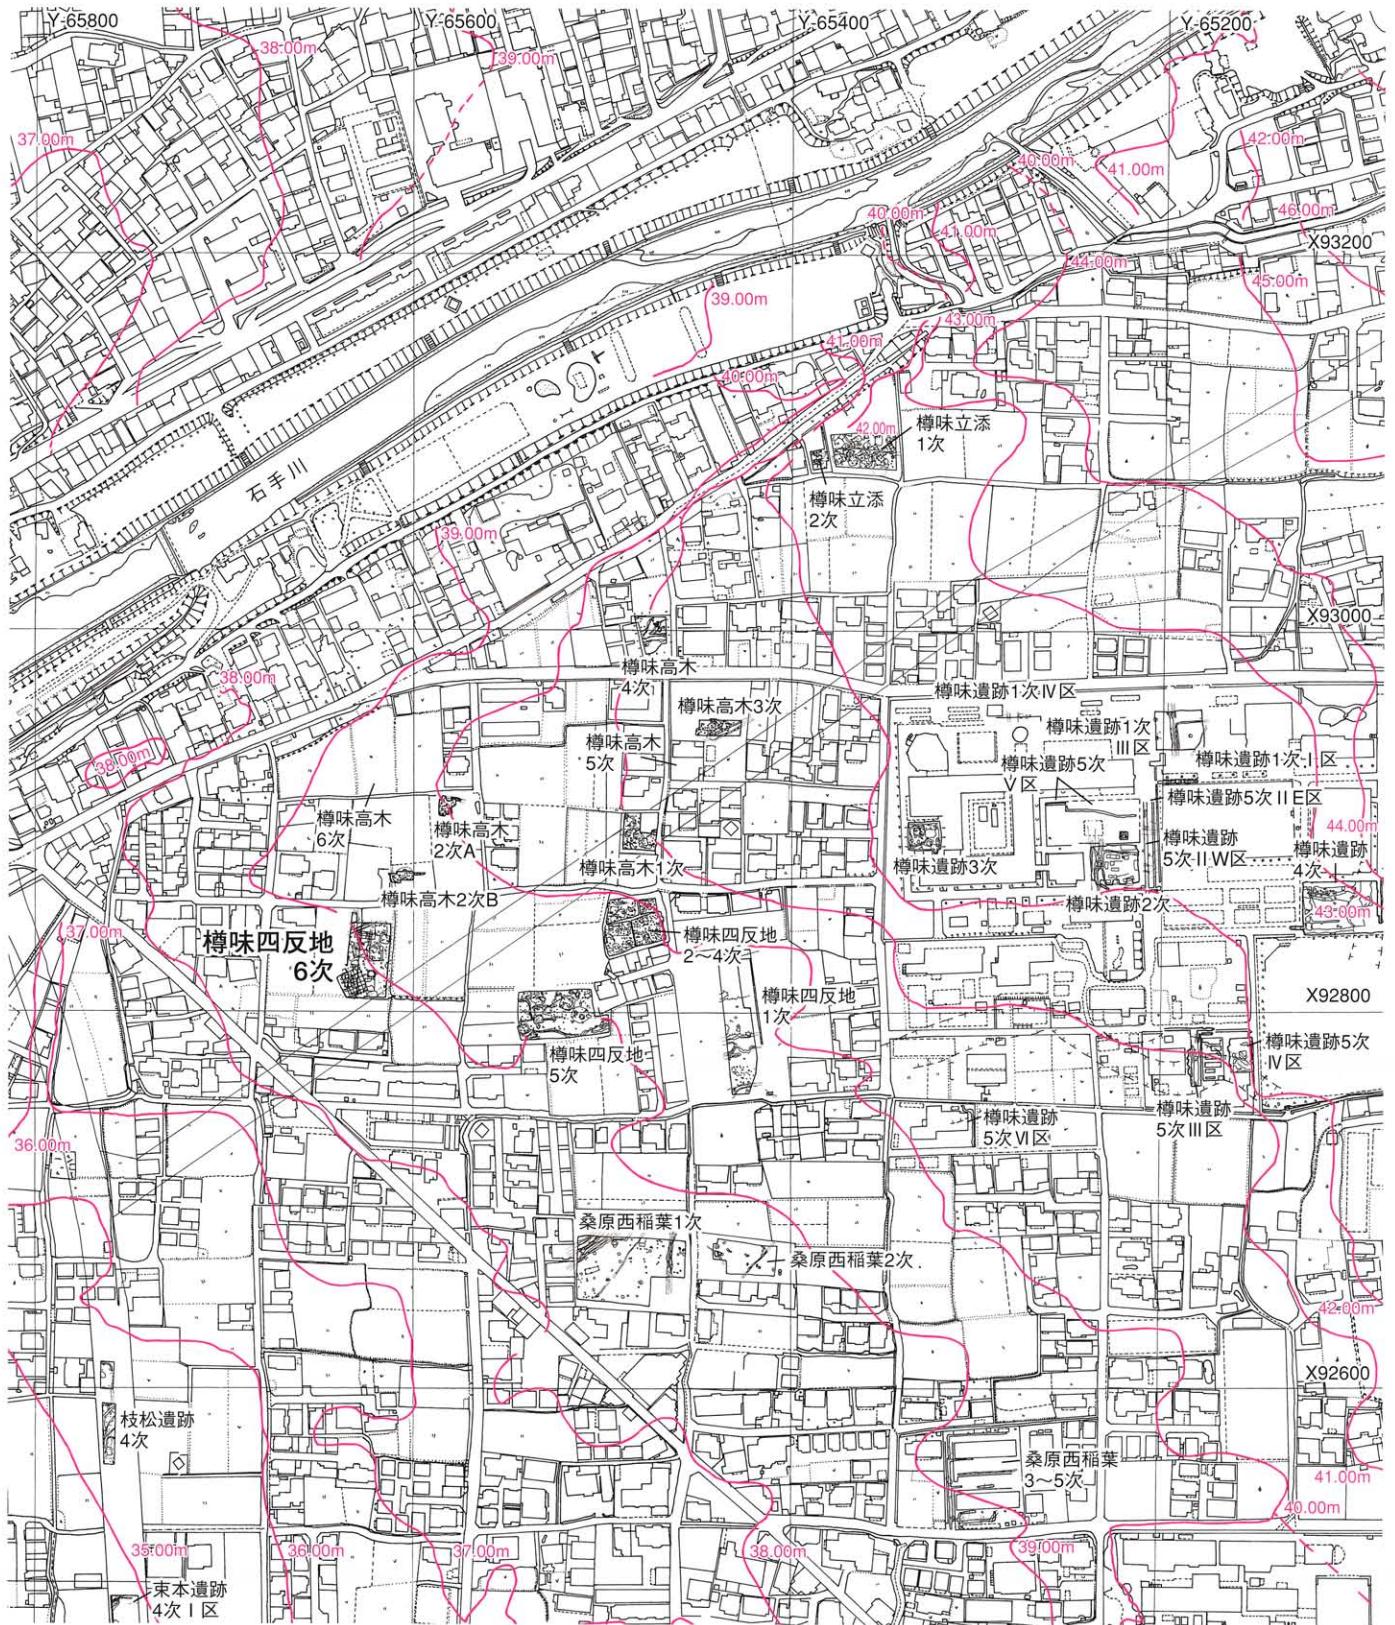 Y-65800
Y-65600
Y-65400
Y-65200
38.00m
39.00m
37.00m
42.00m
40.00m
41.00m
46.00m
40.00m
41.00m
X93200
44.00m
45.00m
39.00m
43.00m
41.00m
40.00m
42.00m
樽味立添
1次
石手川
樽味立添
2次
39.00m
X93000
樽味高木
4次
38.00m
樽味遺跡1次Ⅳ区
樽味高木3次
樽味遺跡1次
Ⅲ区
樽味高木
5次
38.00m
樽味遺跡1次Ⅰ区
樽味遺跡5次
Ⅴ区
樽味遺跡5次ⅡE区
樽味高木
6次
樽味高木
2次A
44.00m
樽味遺跡
5次ⅡW区
樽味遺跡
4次
樽味高木1次
樽味遺跡3次
樽味高木2次B
樽味遺跡2次
43.00m
37.00m
樽味四反地
6次
樽味四反地
2〜4次
樽味四反地
1次
X92800
樽味四反地
5次
樽味遺跡5次
Ⅳ区
樽味遺跡
5次Ⅵ区
樽味遺跡
5次Ⅲ区
36.00m
桑原西稲葉1次
桑原西稲葉2次
42.00m
X92600
枝松遺跡
4次
桑原西稲葉
3〜5次
41.00m
40.00m
35.00m
36.00m
37.00m
38.00m
39.00m
束本遺跡
4次Ⅰ区